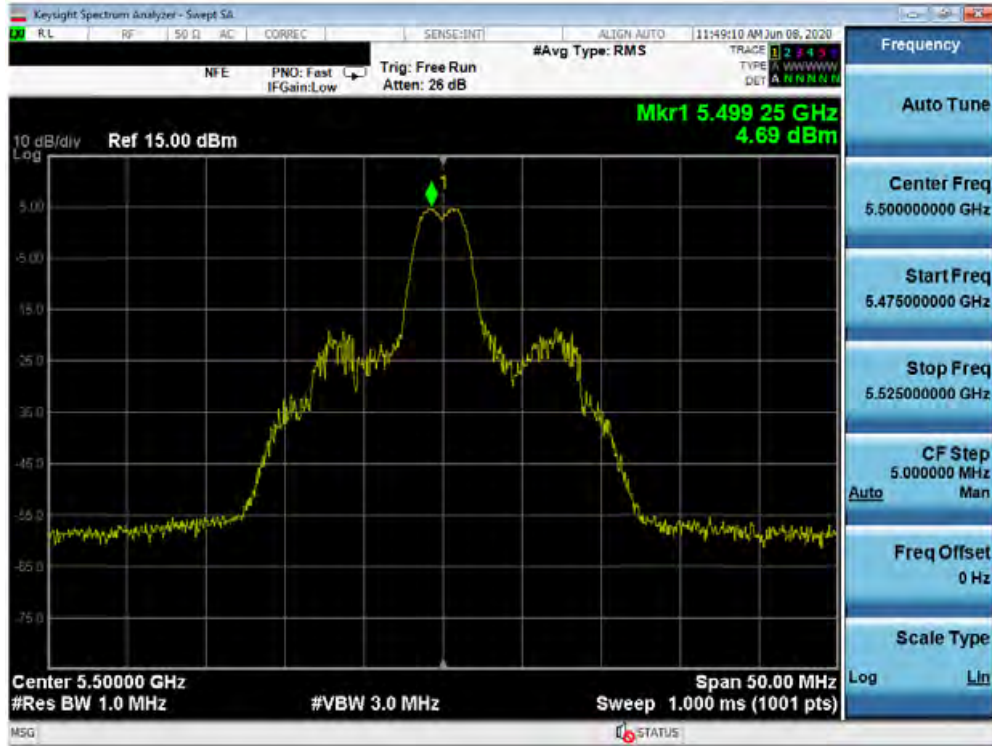 Keysight Spectrum Analyzer - Swept SA
RL RF 50 Ω AC CORREC SENSE:INT ALIGN AUTO 11:49:10 AM Jun 08, 2020
#Avg Type: RMS
TRACE 1 2 3 4 5 6
TYPE A WWWWW
DET A N N N N N
NFE PNO: Fast Trig: Free Run
IFGain:Low Atten: 26 dB
Mkr1 5.499 25 GHz
4.69 dBm
10 dB/div Ref 15.00 dBm
Log
1
5.00
-5.00
-15.0
-25.0
-35.0
-45.0
-55.0
-65.0
-75.0
Center 5.50000 GHz Span 50.00 MHz
#Res BW 1.0 MHz #VBW 3.0 MHz Sweep 1.000 ms (1001 pts)
MSG STATUS
Frequency
Auto Tune
Center Freq
5.500000000 GHz
Start Freq
5.475000000 GHz
Stop Freq
5.525000000 GHz
CF Step
5.000000 MHz
Auto Man
Freq Offset
0 Hz
Scale Type
Log Lin